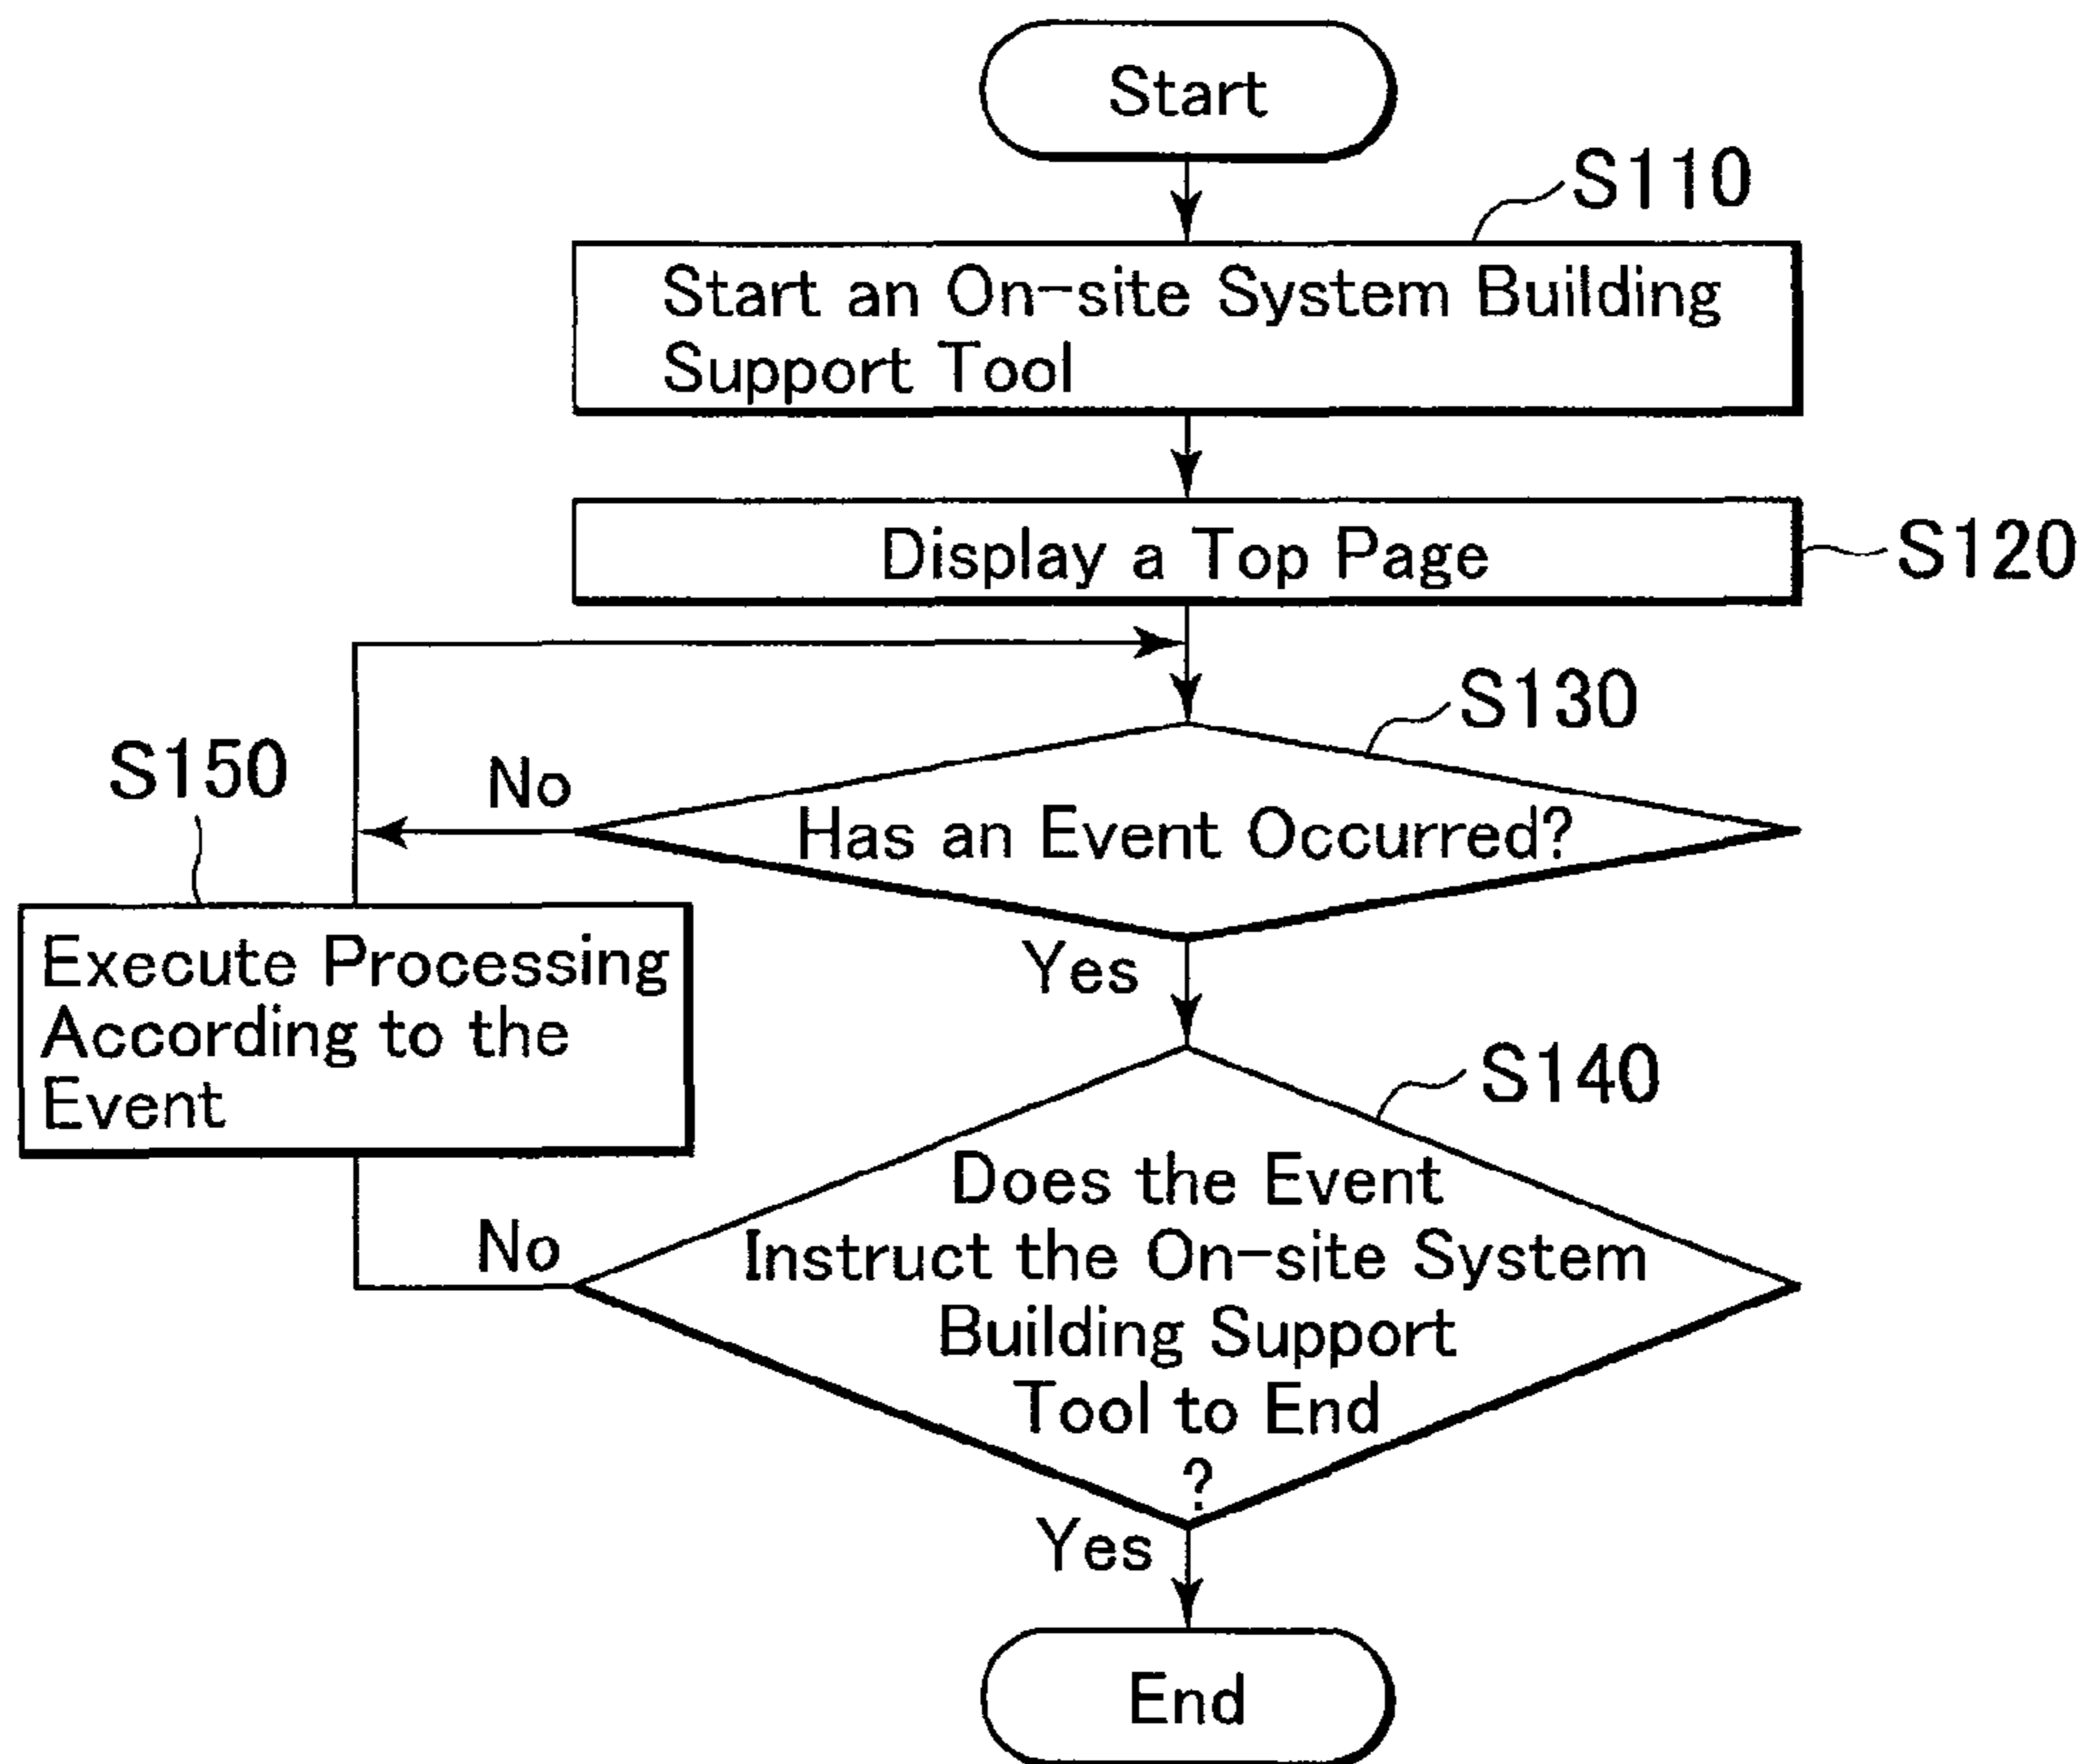 Start
S110
Start an On-site System Building
Support Tool
Display a Top Page
S120
S130
S150
No
Has an Event Occurred?
Yes
Execute Processing
According to the
Event
S140
Does the Event
Instruct the On-site System
Building Support
Tool to End
?
No
Yes
End